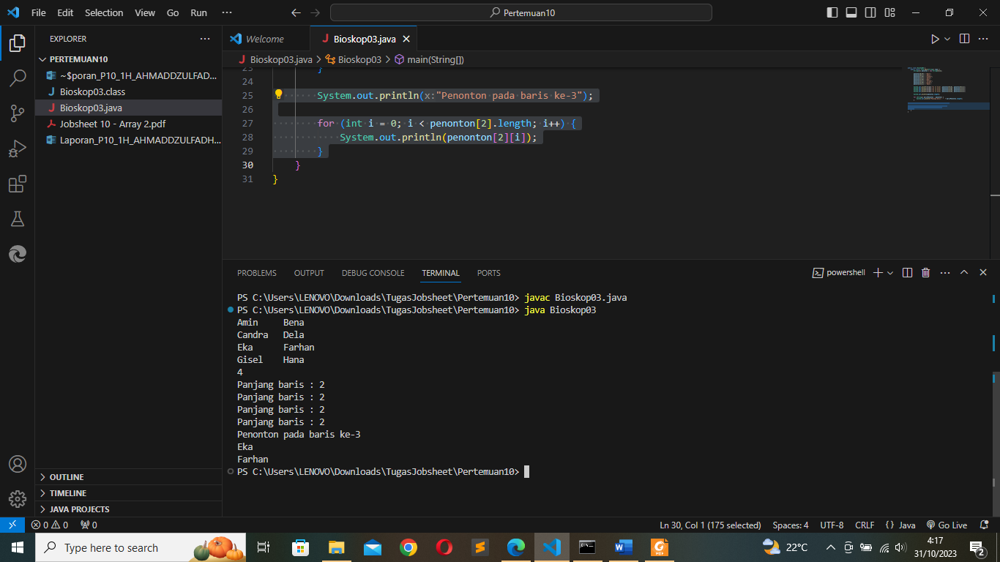 File Edit Selection View Go Run ··· Pertemuan10
EXPLORER ···
PERTEMUAN10
~$poran_P10_1H_AHMADDZULFAD...
Bioskop03.class
Bioskop03.java
Jobsheet 10 - Array 2.pdf
Laporan_P10_1H_AHMADDZULFADH...
OUTLINE
TIMELINE
JAVA PROJECTS
Welcome Bioskop03.java
Bioskop03.java > Bioskop03 > main(String[])
23 }
24
25 System.out.println(x:"Penonton pada baris ke-3");
26
27 for (int i = 0; i < penonton[2].length; i++) {
28 System.out.println(penonton[2][i]);
29 }
30 }
31 }
PROBLEMS OUTPUT DEBUG CONSOLE TERMINAL PORTS powershell
PS C:\Users\LENOVO\Downloads\TugasJobsheet\Pertemuan10> javac Bioskop03.java
PS C:\Users\LENOVO\Downloads\TugasJobsheet\Pertemuan10> java Bioskop03
Amin Bena
Candra Dela
Eka Farhan
Gisel Hana
4
Panjang baris : 2
Panjang baris : 2
Panjang baris : 2
Panjang baris : 2
Penonton pada baris ke-3
Eka
Farhan
PS C:\Users\LENOVO\Downloads\TugasJobsheet\Pertemuan10>
0 0 0 Ln 30, Col 1 (175 selected) Spaces: 4 UTF-8 CRLF {} Java Go Live
Type here to search 22°C 4:17
31/10/2023 2